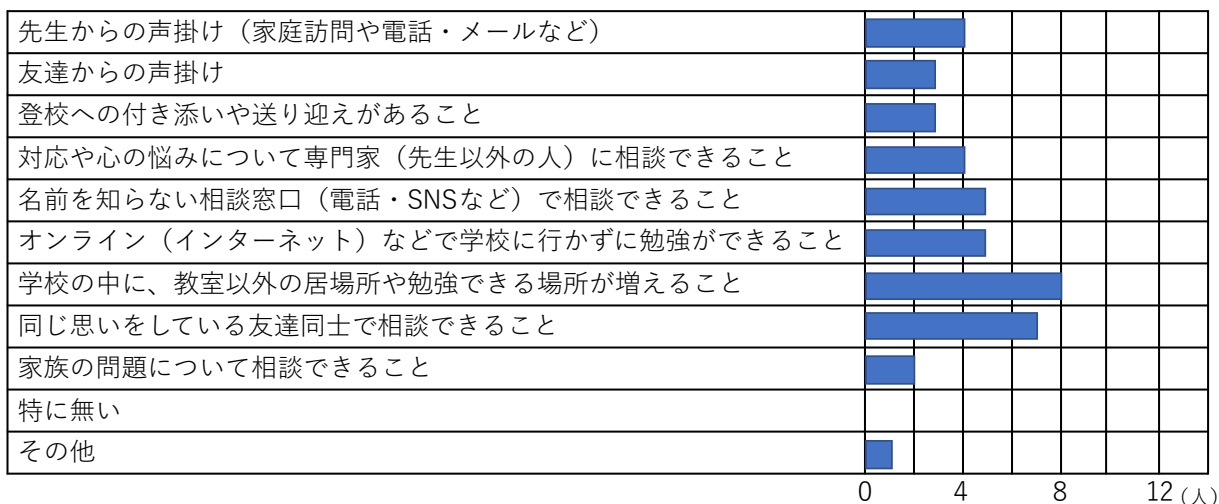 先生からの声掛け（家庭訪問や電話・メールなど）
友達からの声掛け
登校への付き添いや送り迎えがあること
対応や心の悩みについて専門家（先生以外の人）に相談できること
名前を知らない相談窓口（電話・SNSなど）で相談できること
オンライン（インターネット）などで学校に行かずに勉強ができること
学校の中に、教室以外の居場所や勉強できる場所が増えること
同じ思いをしている友達同士で相談できること
家族の問題について相談できること
特に無い
その他
0 4 8 12（人）